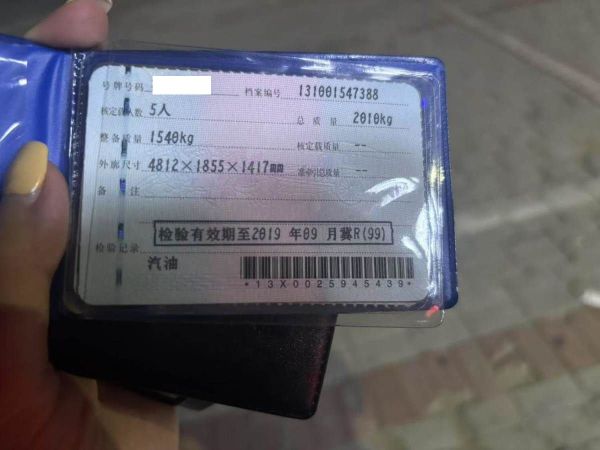 号牌号码 档案编号 131001547388
核定载人数 5人 总质量 2010kg
整备质量 1540kg 核定载质量 --
外廓尺寸 4812×1855×1417mm 准牵引总质量 --
备注
检验有效期至2019年09月冀R(99)
检验记录
汽油
*13X0025945439*